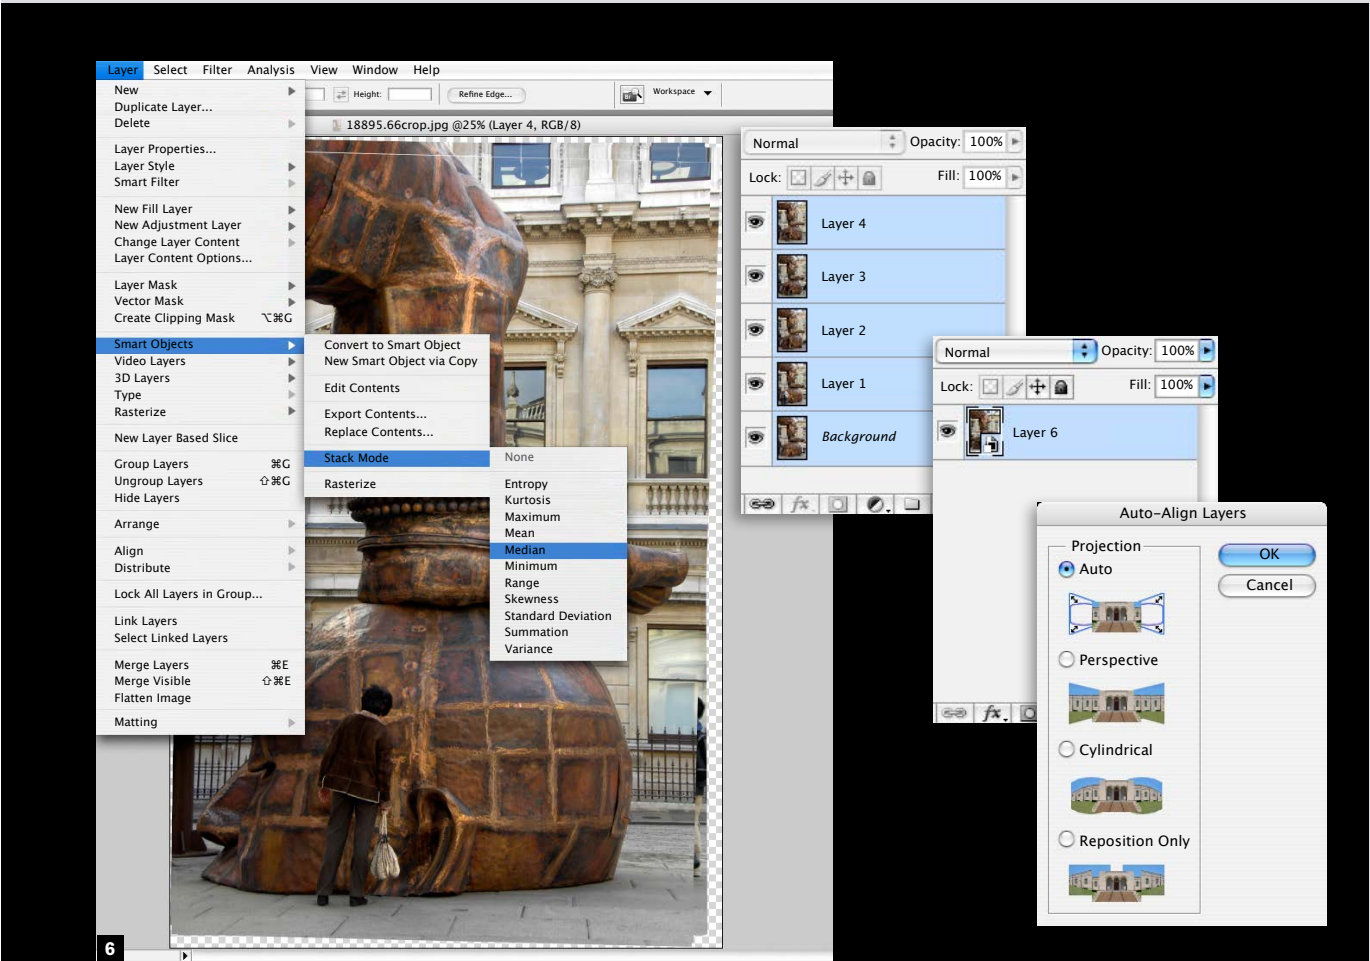 Layer Select Filter Analysis View Window Help
New
Duplicate Layer...
Delete
Layer Properties...
Layer Style
Smart Filter
New Fill Layer
New Adjustment Layer
Change Layer Content
Layer Content Options...
Layer Mask
Vector Mask
Create Clipping Mask ⌥⌘G
Smart Objects
Video Layers
3D Layers
Type
Rasterize
New Layer Based Slice
Group Layers ⌘G
Ungroup Layers ⇧⌘G
Hide Layers
Arrange
Align
Distribute
Lock All Layers in Group...
Link Layers
Select Linked Layers
Merge Layers ⌘E
Merge Visible ⇧⌘E
Flatten Image
Matting
Height:
Refine Edge...
Workspace
18895.66crop.jpg @25% (Layer 4, RGB/8)
Convert to Smart Object
New Smart Object via Copy
Edit Contents
Export Contents...
Replace Contents...
Stack Mode
Rasterize
None
Entropy
Kurtosis
Maximum
Mean
Median
Minimum
Range
Skewness
Standard Deviation
Summation
Variance
Normal Opacity: 100%
Lock: Fill: 100%
Layer 4
Layer 3
Layer 2
Layer 1
Background
fx
Normal Opacity: 100%
Lock: Fill: 100%
Layer 6
fx
Auto-Align Layers
Projection
Auto
Perspective
Cylindrical
Reposition Only
OK
Cancel
6